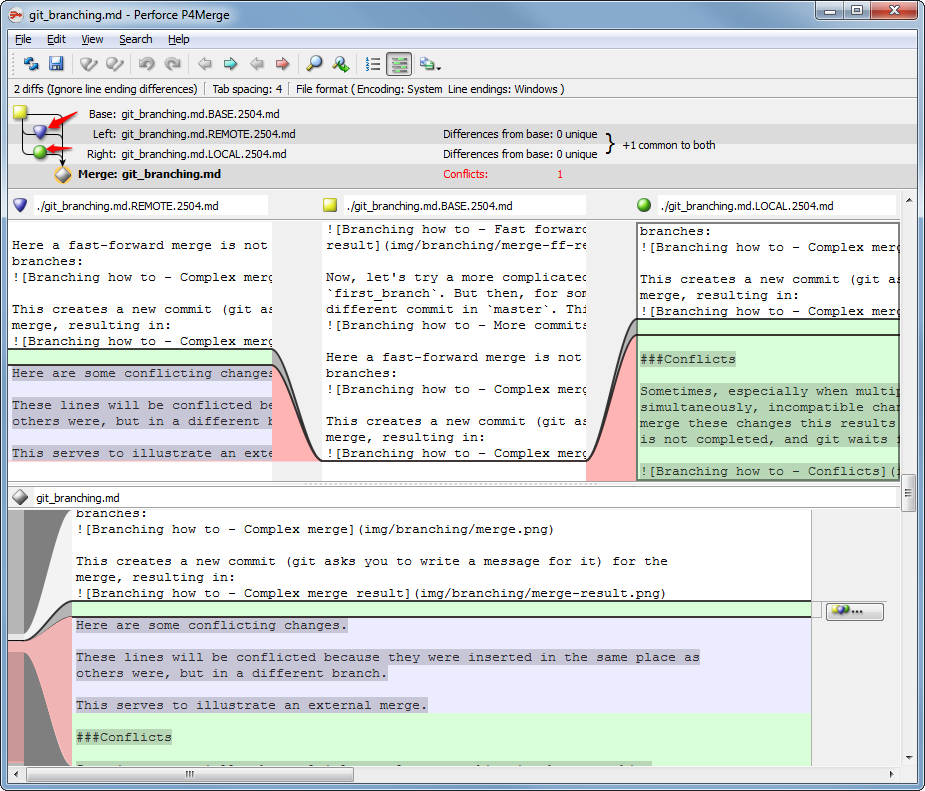 git_branching.md - Perforce P4Merge
File Edit View Search Help
2 diffs (Ignore line ending differences) Tab spacing: 4 File format ( Encoding: System Line endings: Windows )
Base: git_branching.md.BASE.2504.md
Left: git_branching.md.REMOTE.2504.md Differences from base: 0 unique
Right: git_branching.md.LOCAL.2504.md Differences from base: 0 unique
+1 common to both
Merge: git_branching.md Conflicts: 1
./git_branching.md.REMOTE.2504.md
Here a fast-forward merge is not
branches:
![Branching how to - Complex merg
This creates a new commit (git as
merge, resulting in:
![Branching how to - Complex merg
Here are some conflicting changes
These lines will be conflicted be
others were, but in a different b
This serves to illustrate an exte
./git_branching.md.BASE.2504.md
![Branching how to - Fast forward
result](img/branching/merge-ff-re
Now, let's try a more complicated
`first_branch`. But then, for som
different commit in `master`. Thi
![Branching how to - More commits
Here a fast-forward merge is not
branches:
![Branching how to - Complex merg
This creates a new commit (git as
merge, resulting in:
![Branching how to - Complex merg
./git_branching.md.LOCAL.2504.md
branches:
![Branching how to - Complex merg
This creates a new commit (git as
merge, resulting in:
![Branching how to - Complex merg
###Conflicts
Sometimes, especially when multip
simultaneously, incompatible chan
merge these changes this results
is not completed, and git waits f
![Branching how to - Conflicts](i
git_branching.md
branches:
![Branching how to - Complex merge](img/branching/merge.png)
This creates a new commit (git asks you to write a message for it) for the
merge, resulting in:
![Branching how to - Complex merge result](img/branching/merge-result.png)
Here are some conflicting changes.
These lines will be conflicted because they were inserted in the same place as
others were, but in a different branch.
This serves to illustrate an external merge.
###Conflicts